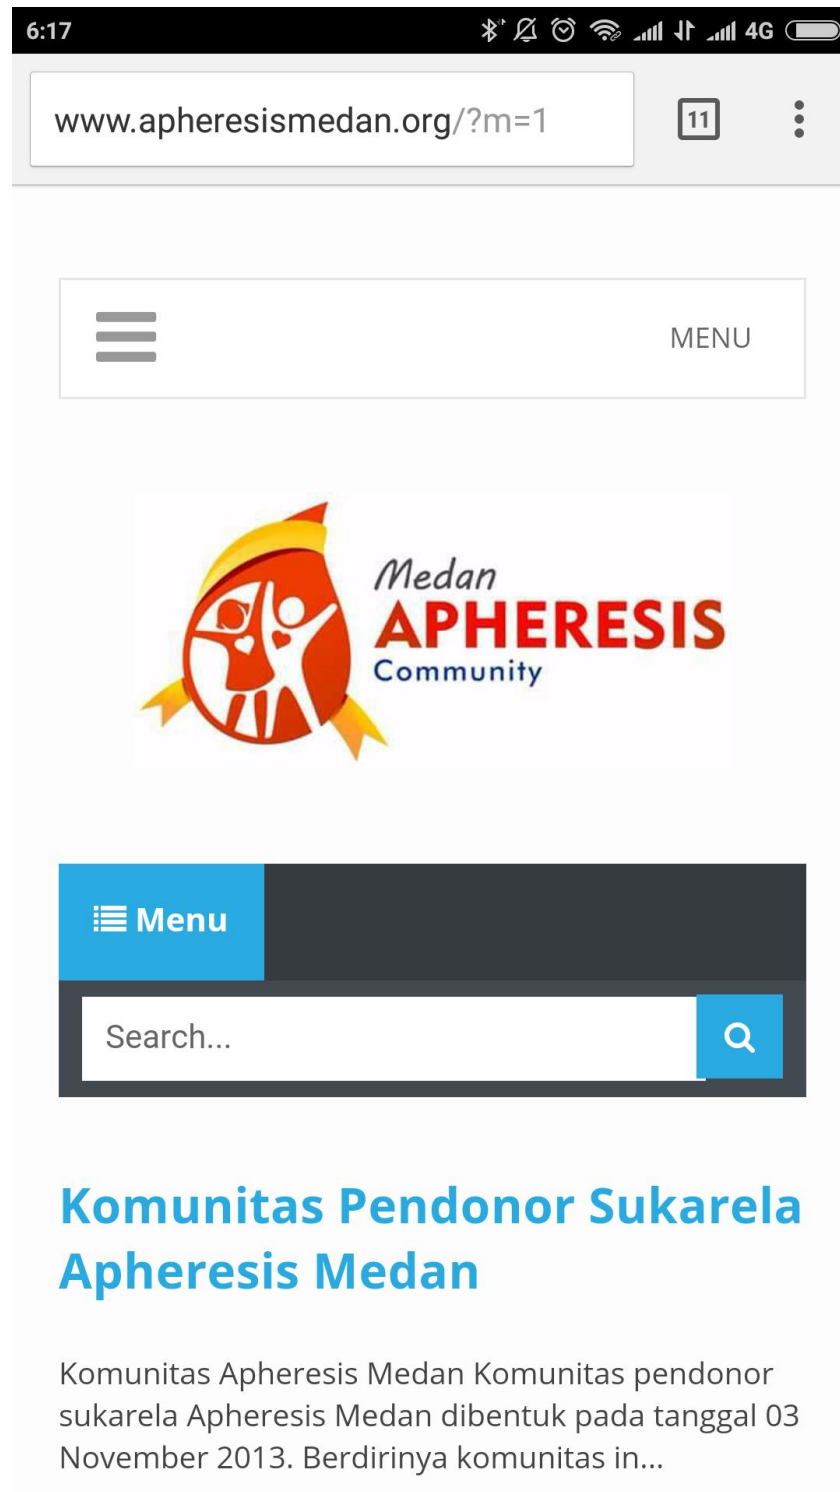 6:17
4G
www.apheresismedan.org/?m=1
11
MENU
Medan
APHERESIS
Community
Menu
Search...
Komunitas Pendonor Sukarela
Apheresis Medan
Komunitas Apheresis Medan Komunitas pendonor
sukarela Apheresis Medan dibentuk pada tanggal 03
November 2013. Berdirinya komunitas in...